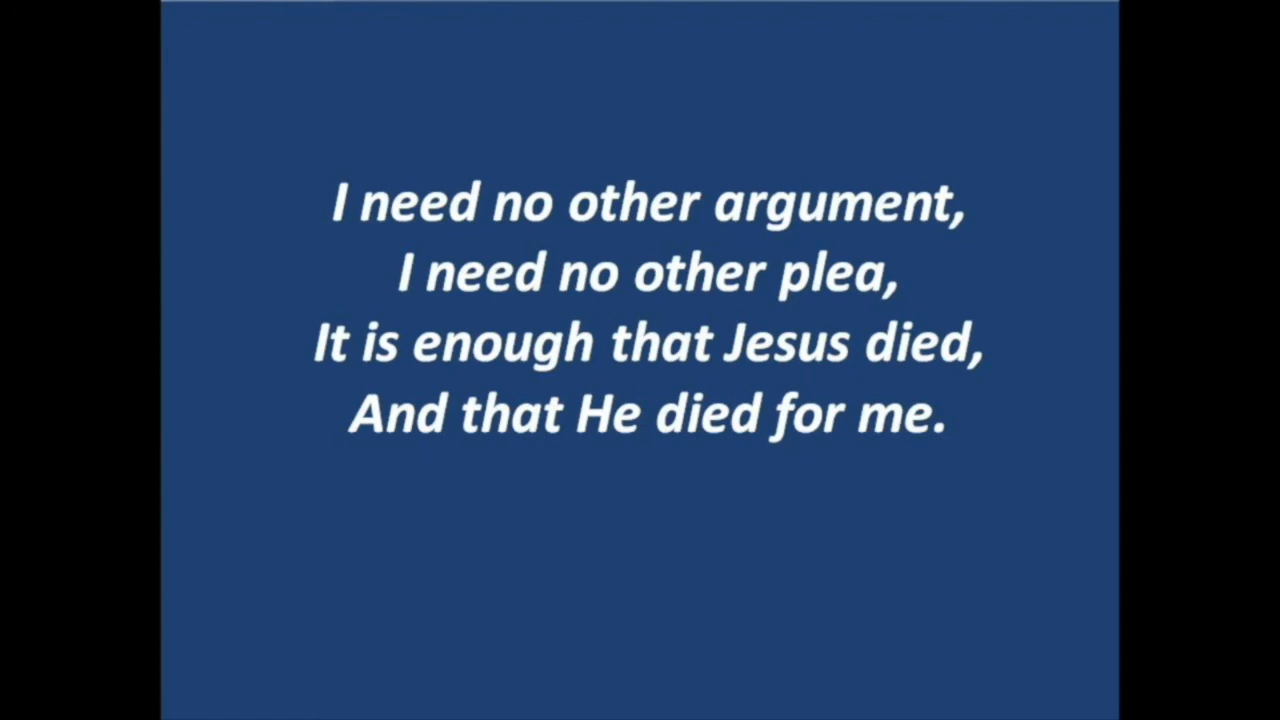 I need no other argument,
I need no other plea,
It is enough that Jesus died,
And that He died for me.